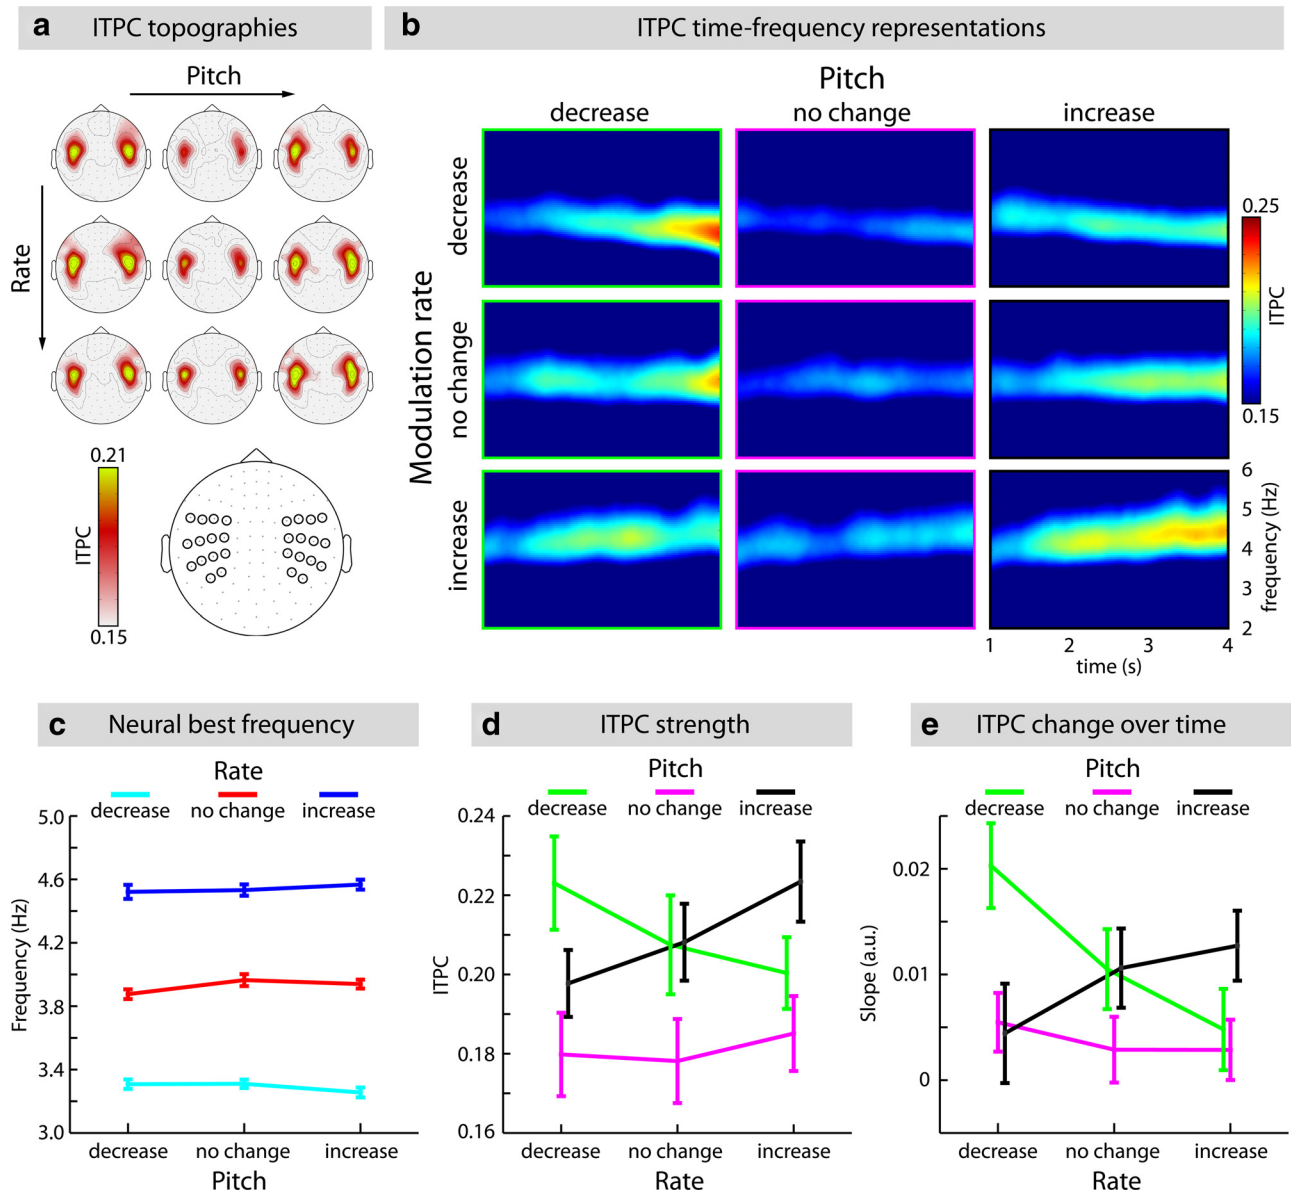 a ITPC topographies
Pitch
Rate
0.21
ITPC
0.15
b ITPC time-frequency representations
Pitch
decrease no change increase
Modulation rate
decrease
no change
increase
0.25
ITPC
0.15
6
5
4
3
2
frequency (Hz)
1 2 3 4
time (s)
c Neural best frequency
Rate
decrease no change increase
5.0
4.6
4.2
3.8
3.4
3.0
Frequency (Hz)
decrease no change increase
Pitch
d ITPC strength
Pitch
decrease no change increase
0.24
0.22
0.20
0.18
0.16
ITPC
decrease no change increase
Rate
e ITPC change over time
Pitch
decrease no change increase
0.02
0.01
0
Slope (a.u.)
decrease no change increase
Rate